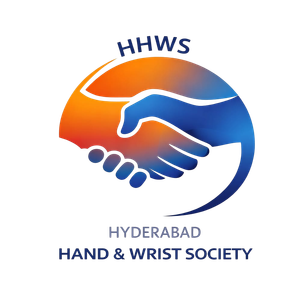 HHWS
HYDERABAD
HAND & WRIST SOCIETY